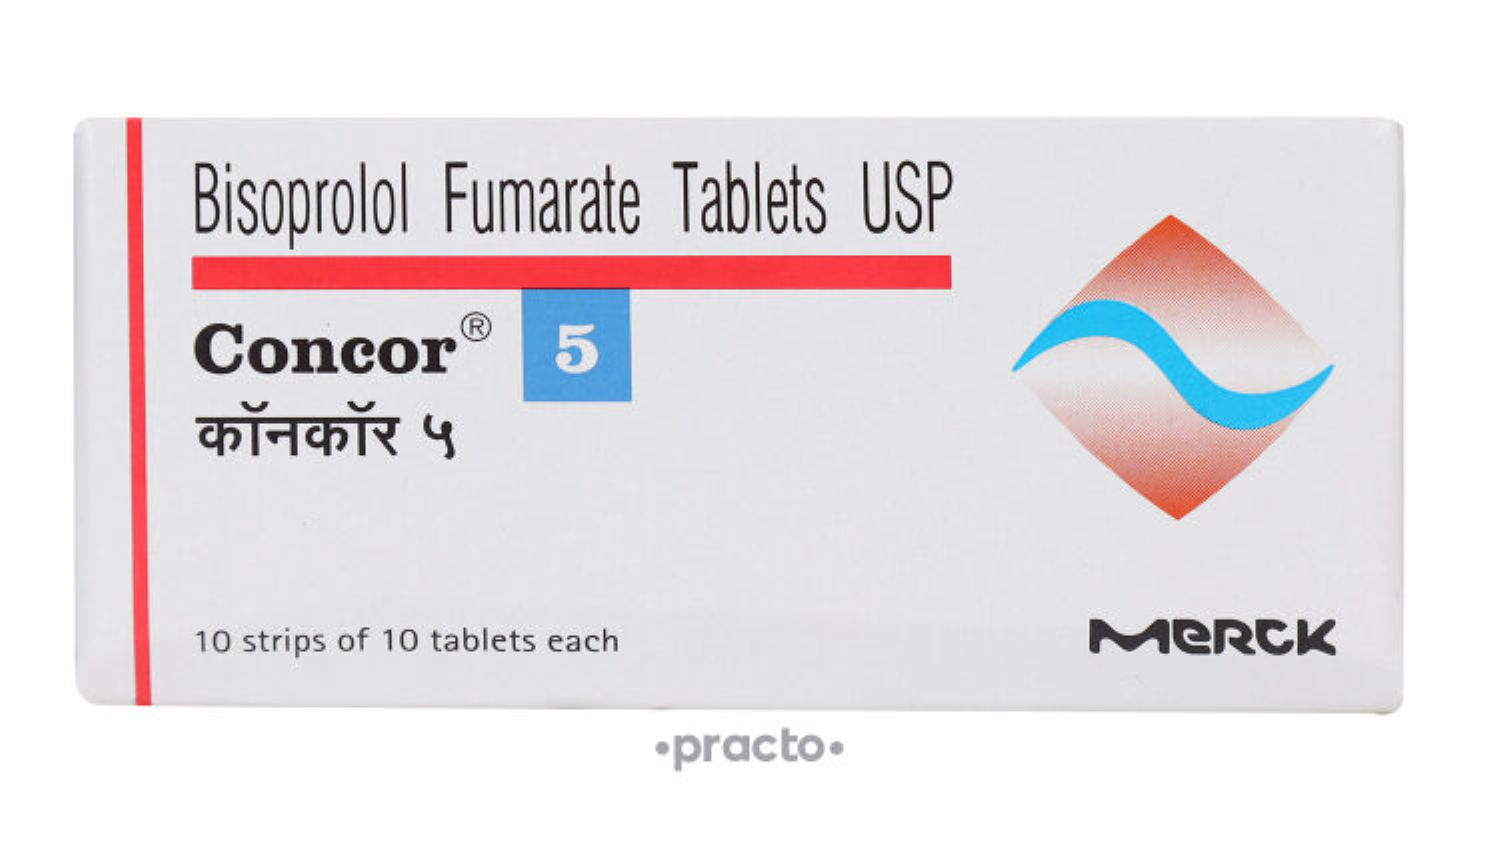 Bisoprolol Fumarate Tablets USP
Concor® 5
कॉनकॉर ५
10 strips of 10 tablets each
MERCK
•practo•